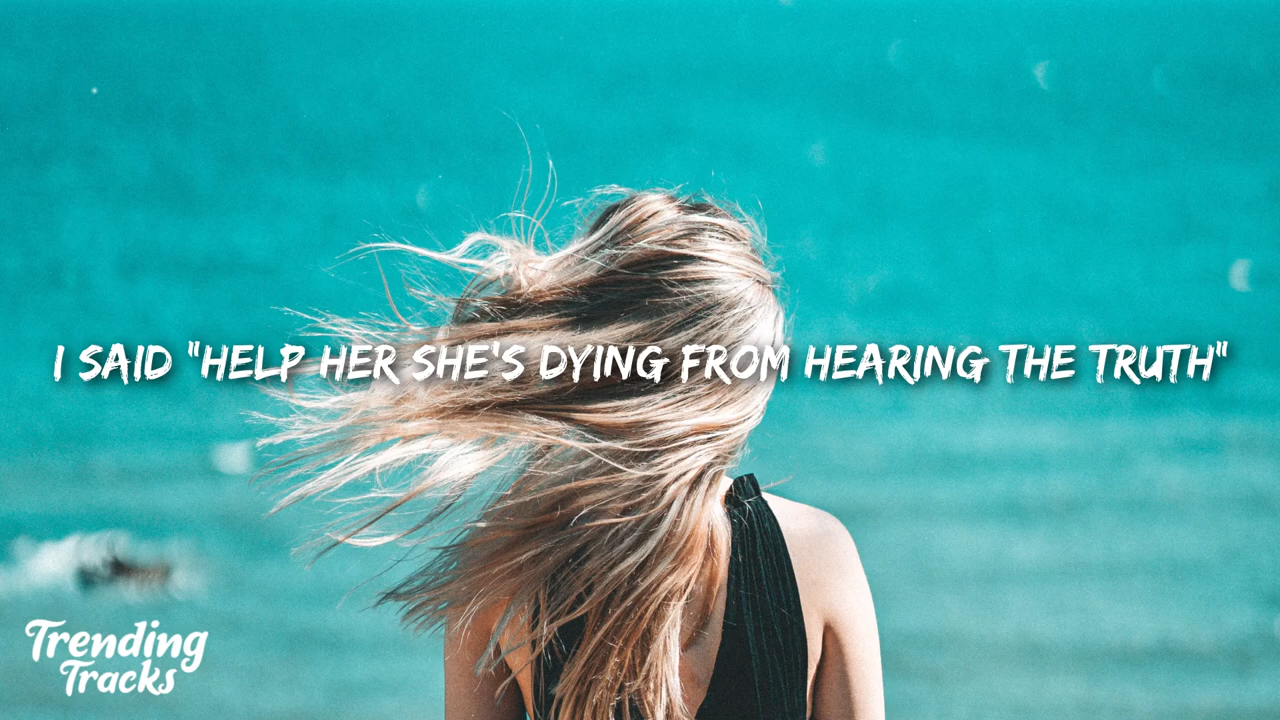 I SAID "HELP HER SHE'S DYING FROM HEARING THE TRUTH"
Trending
Tracks